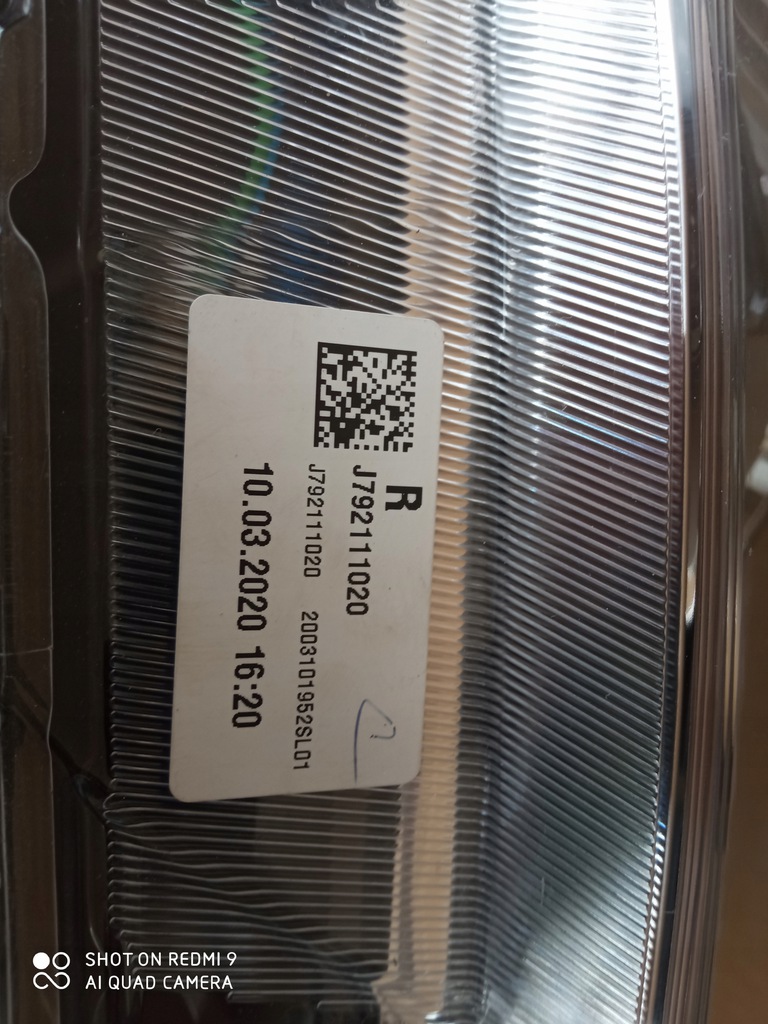 R
J792111020
J792111020 2003101952SL01
10.03.2020 16:20
SHOT ON REDMI 9
AI QUAD CAMERA